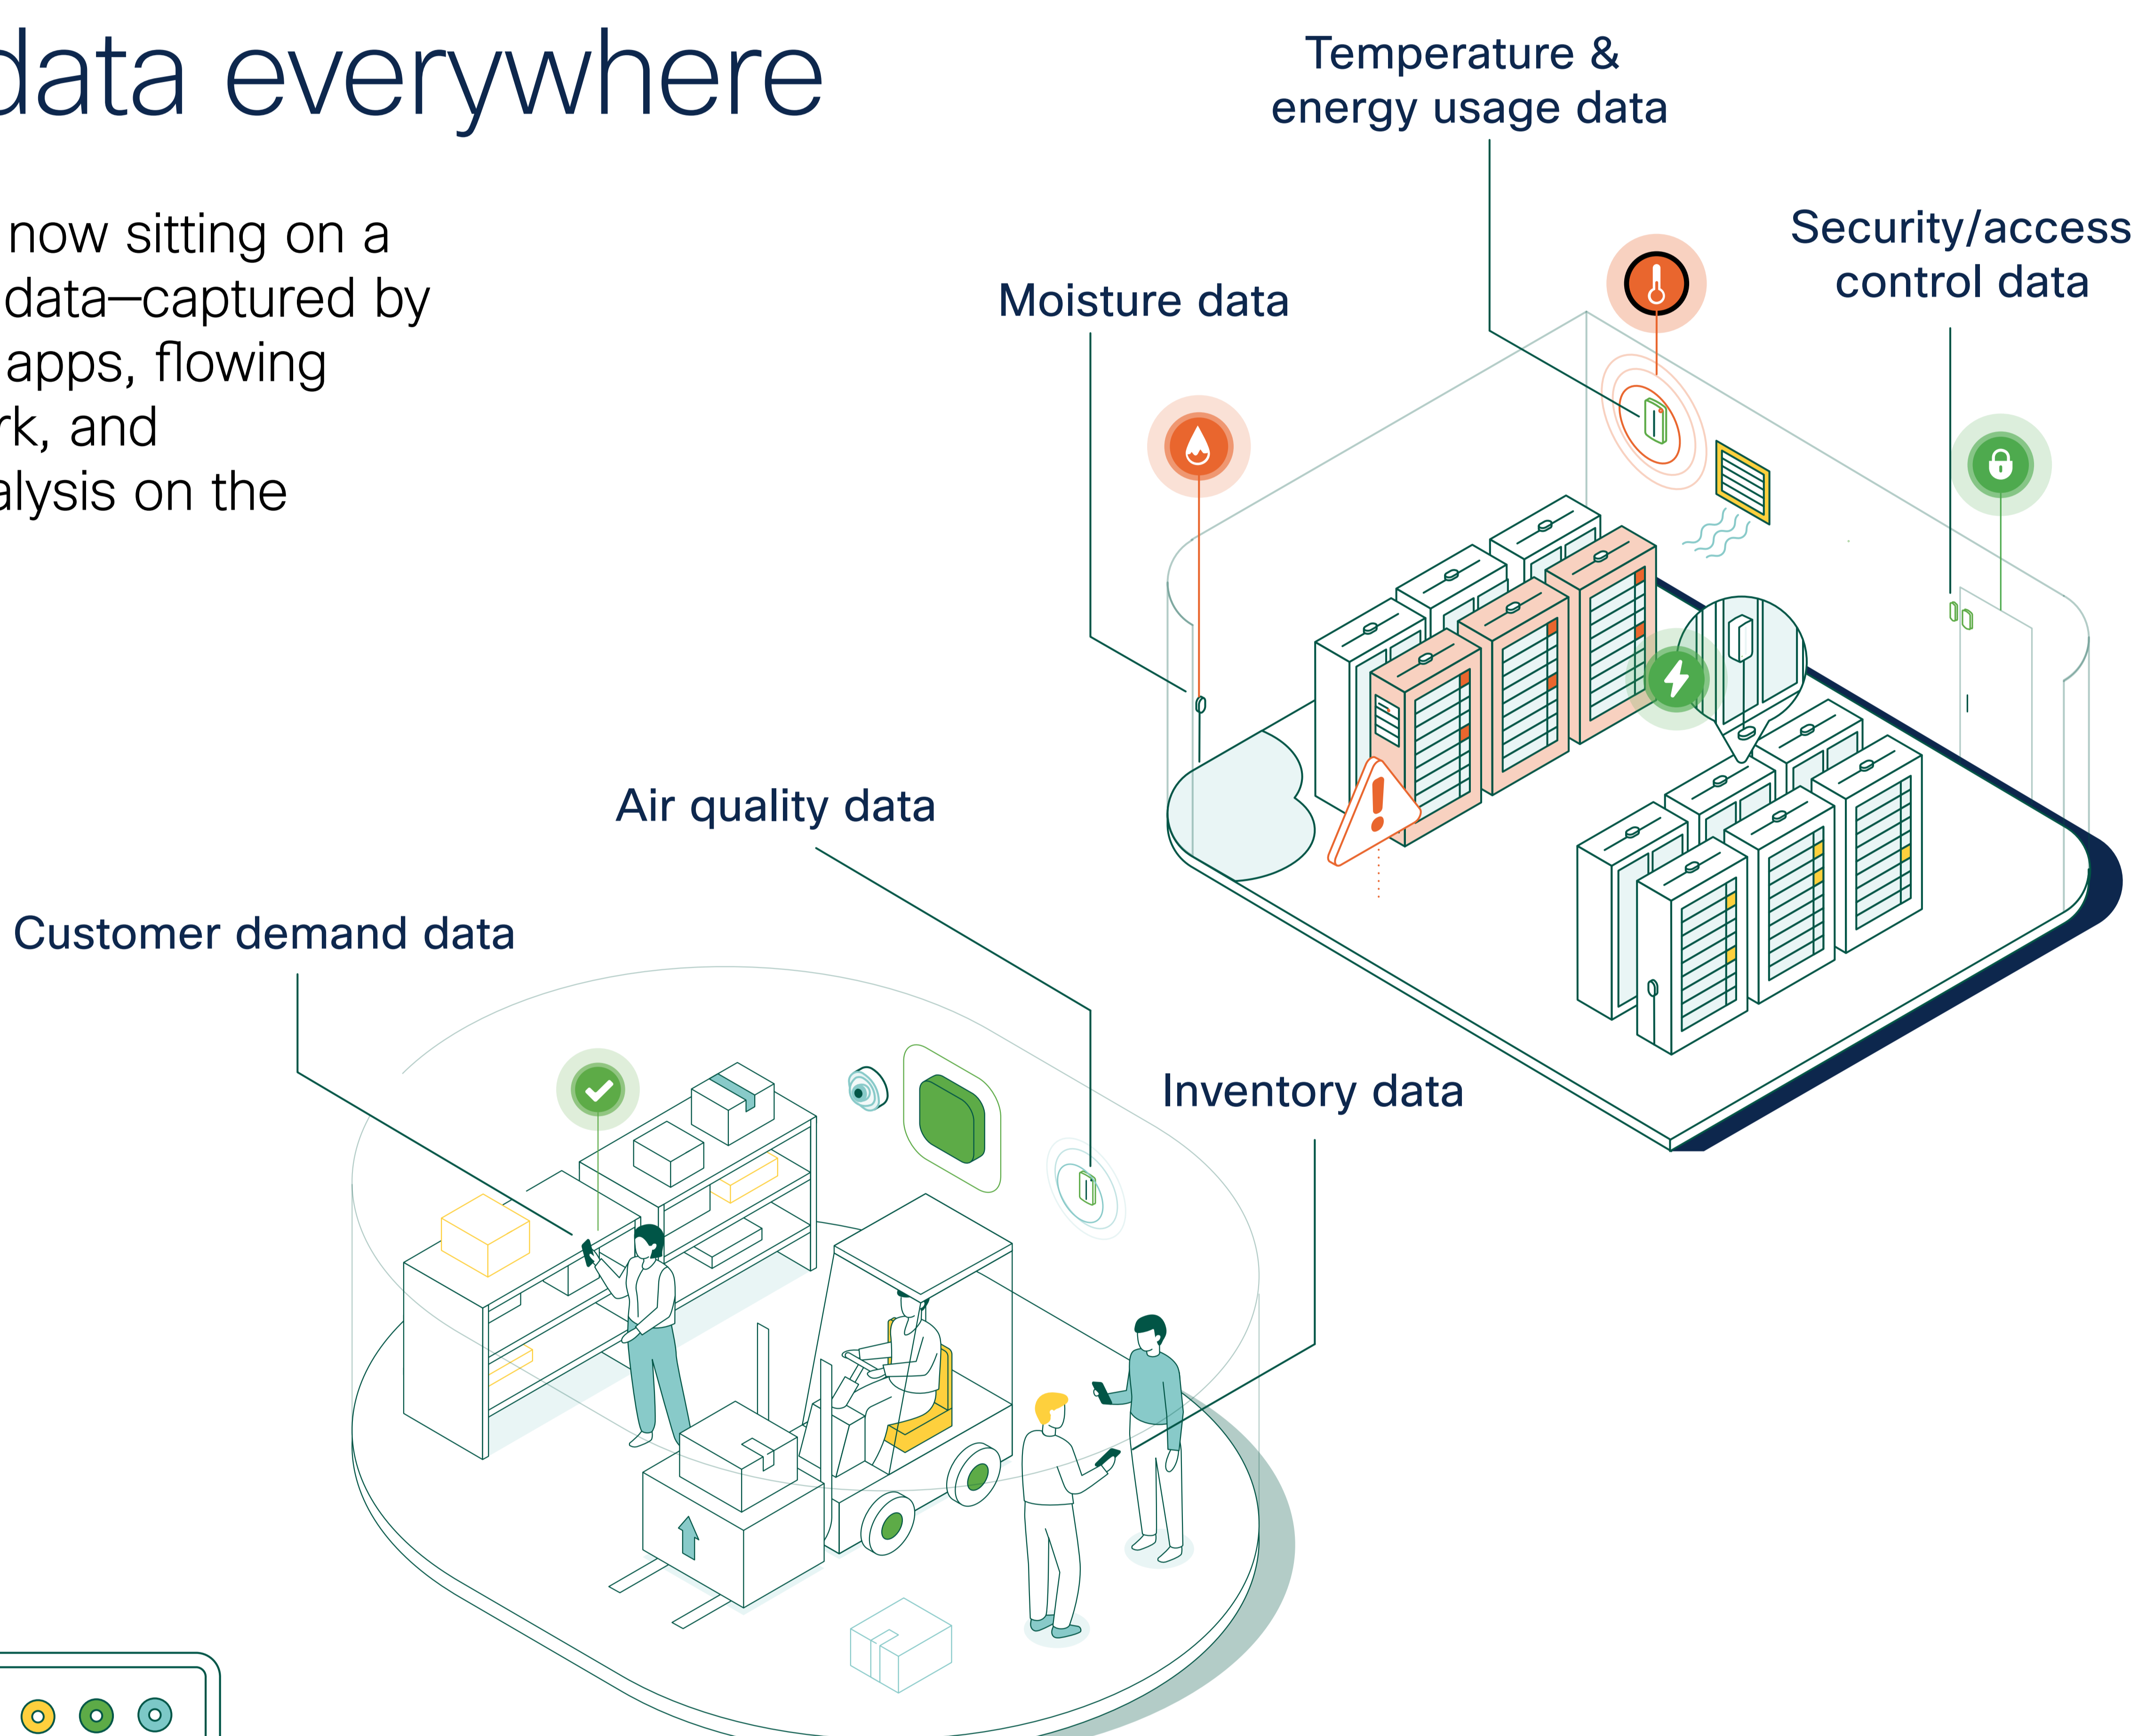 data everywhere
now sitting on a
data—captured by
apps, flowing
rk, and
alysis on the
Temperature &
energy usage data
Security/access
control data
Moisture data
Air quality data
Customer demand data
Inventory data